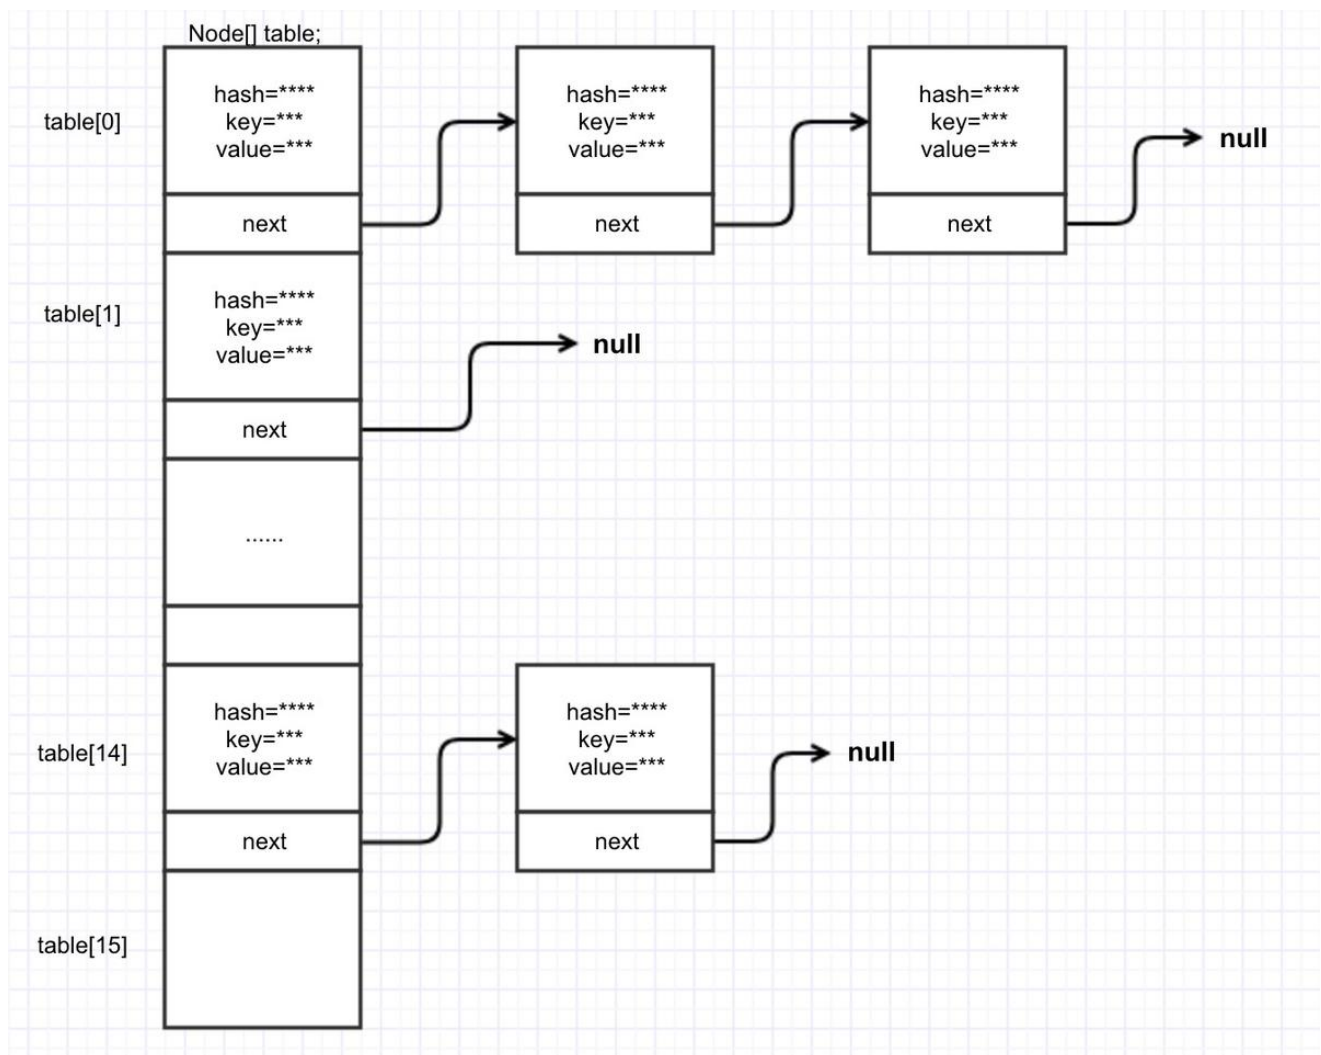 Node[] table;
table[0]
hash=****
key=***
value=***
next
hash=****
key=***
value=***
next
hash=****
key=***
value=***
next
null
table[1]
hash=****
key=***
value=***
next
null
......
table[14]
hash=****
key=***
value=***
next
hash=****
key=***
value=***
next
null
table[15]